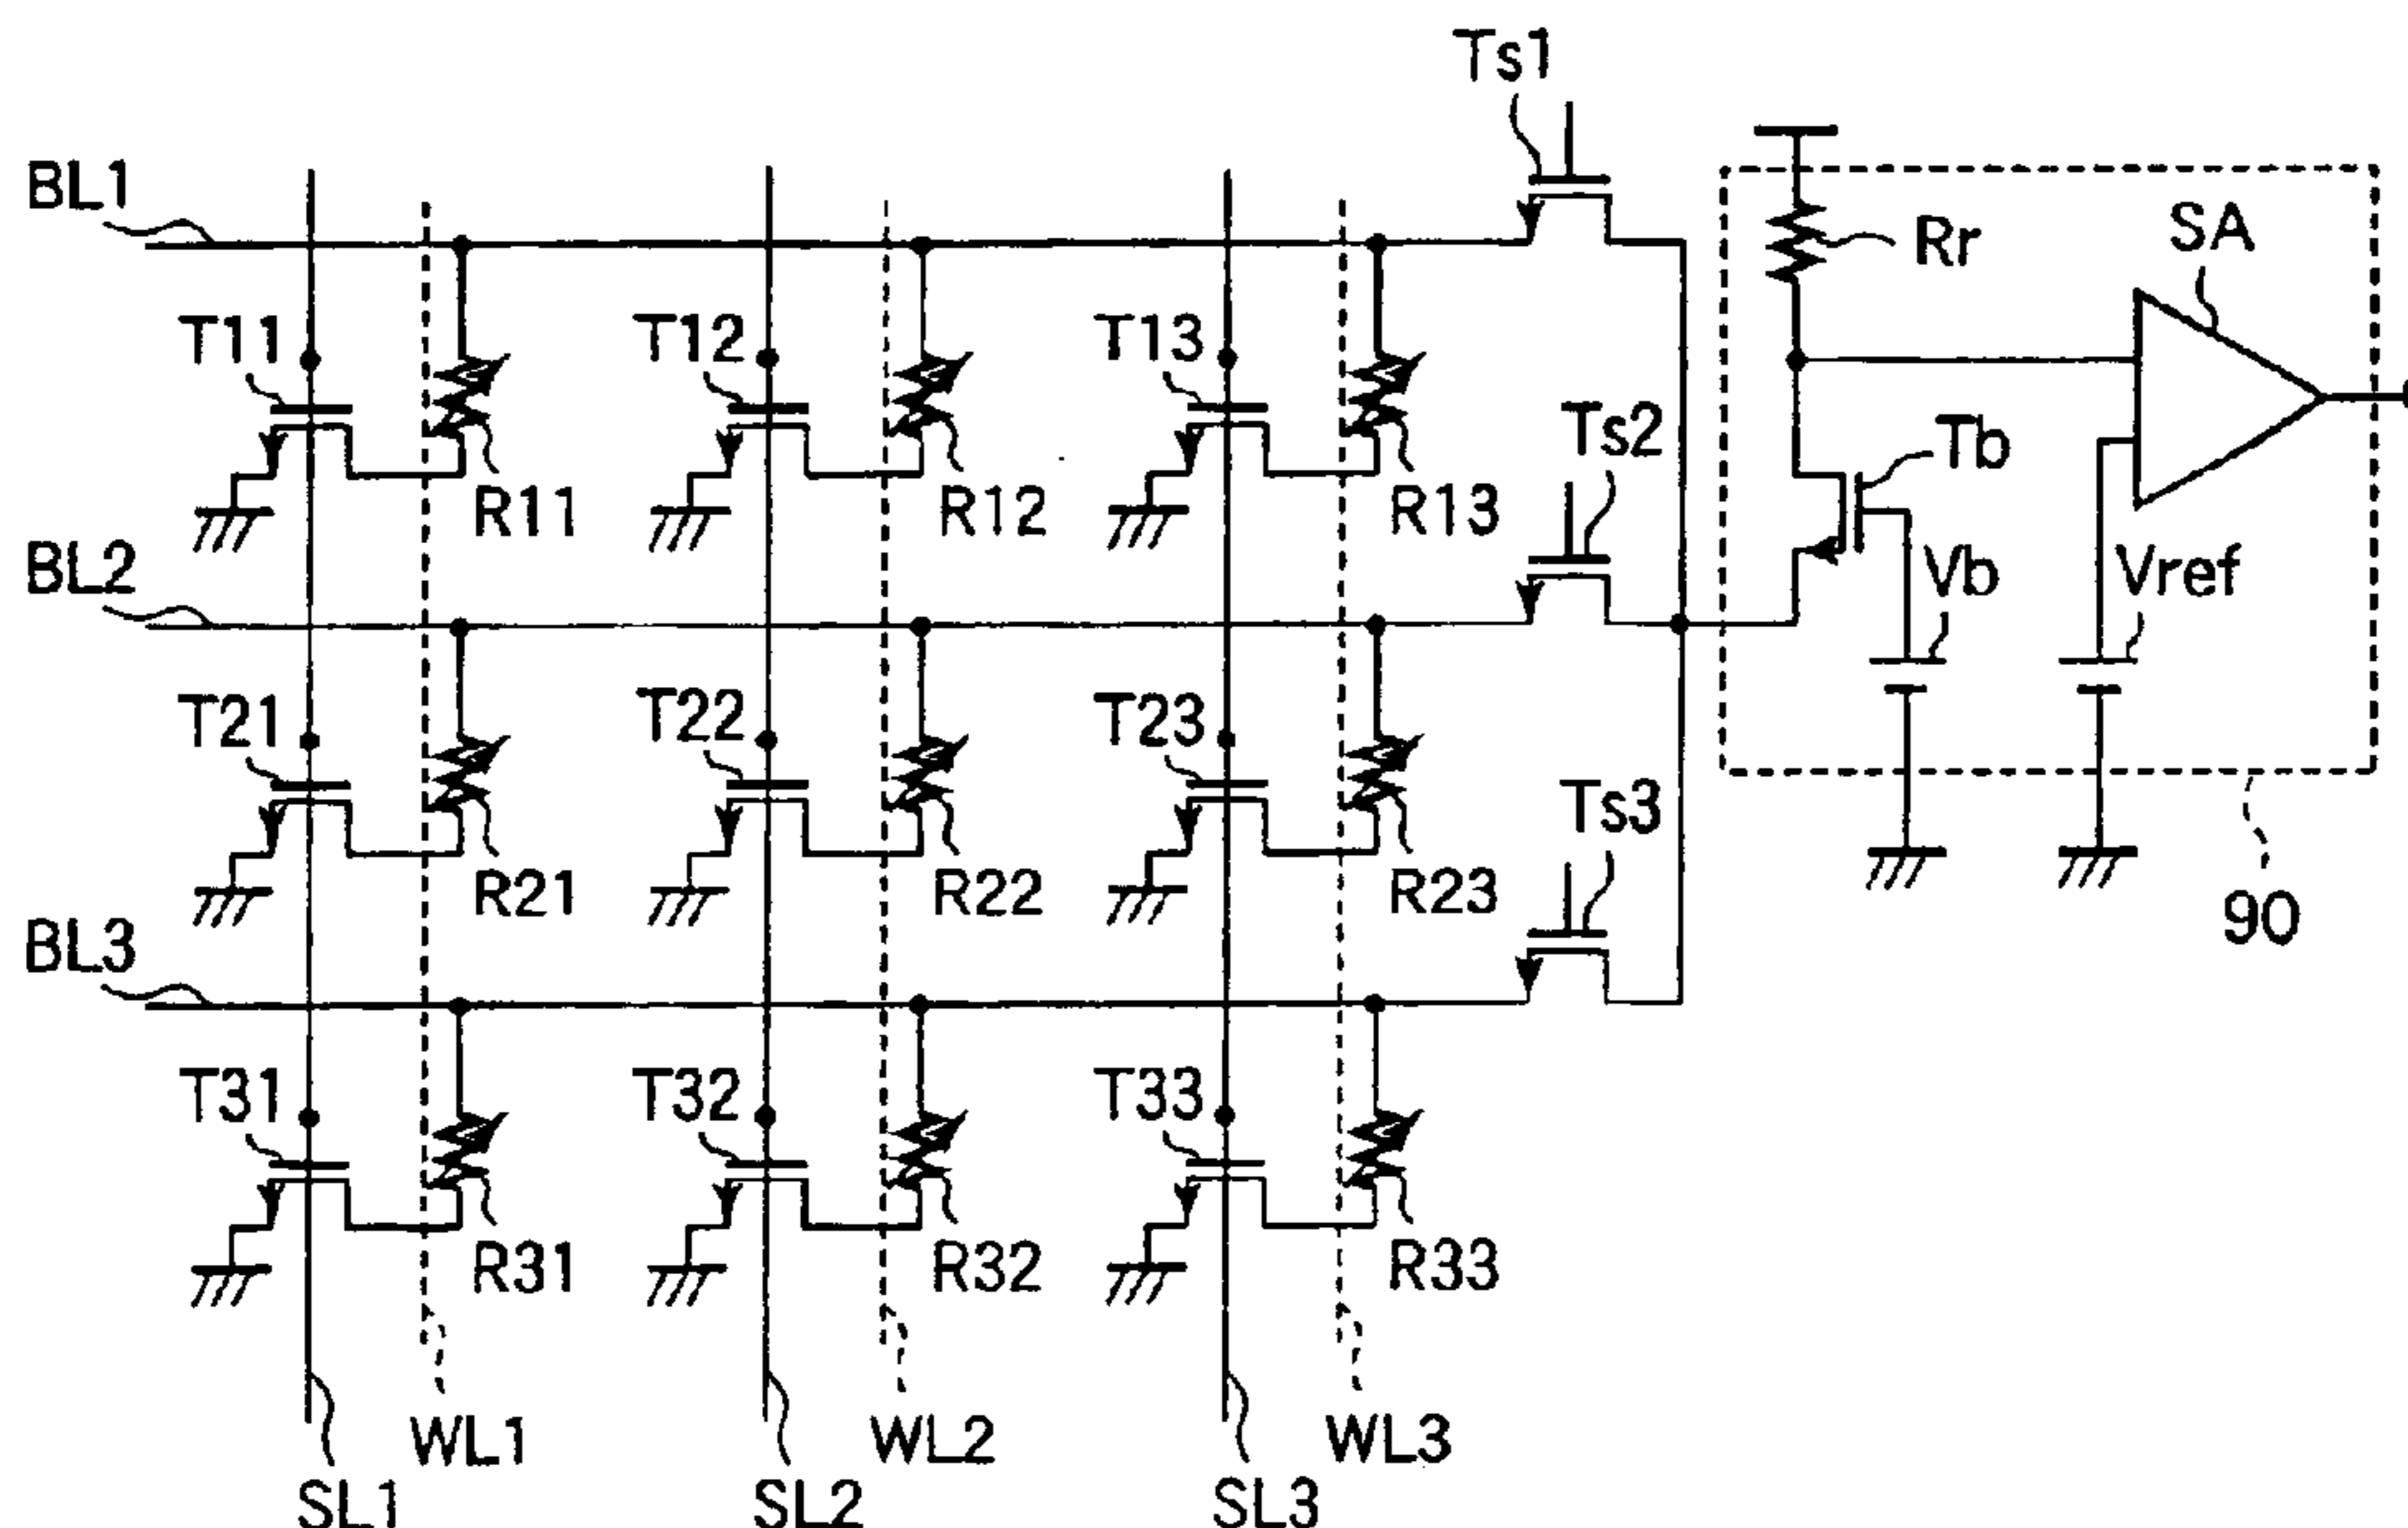 Ts1
BL1
Rr
SA
T11
T12
T13
Ts2
Tb
R11
R12
R13
BL2
Vb
Vref
T21
T22
T23
Ts3
R21
R22
R23
90
BL3
T31
T32
T33
R31
R32
R33
WL1
WL2
WL3
SL1
SL2
SL3